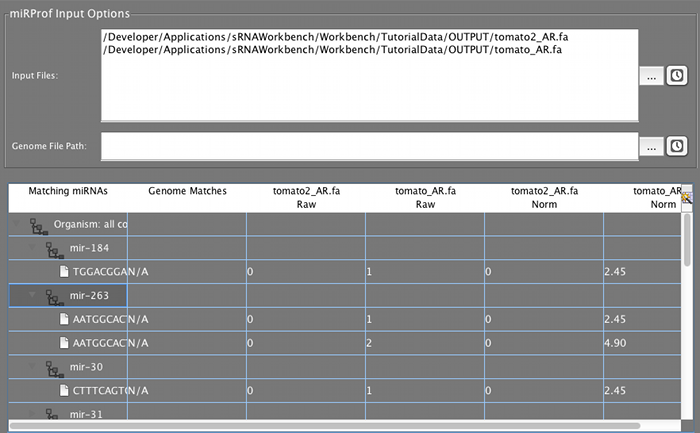 miRProf Input Options
/Developer/Applications/sRNAWorkbench/Workbench/TutorialData/OUTPUT/tomato2_AR.fa
/Developer/Applications/sRNAWorkbench/Workbench/TutorialData/OUTPUT/tomato_AR.fa
Input Files:
...
Genome File Path:
...
Matching miRNAs Genome Matches tomato2_AR.fa Raw tomato_AR.fa Raw tomato2_AR.fa Norm tomato_AR Norm
Organism: all co
mir-184
TGGACGGAN/A 0 1 0 2.45
mir-263
AATGGCAC N/A 0 1 0 2.45
AATGGCAC N/A 0 2 0 4.90
mir-30
CTTTCAGT N/A 0 1 0 2.45
mir-31